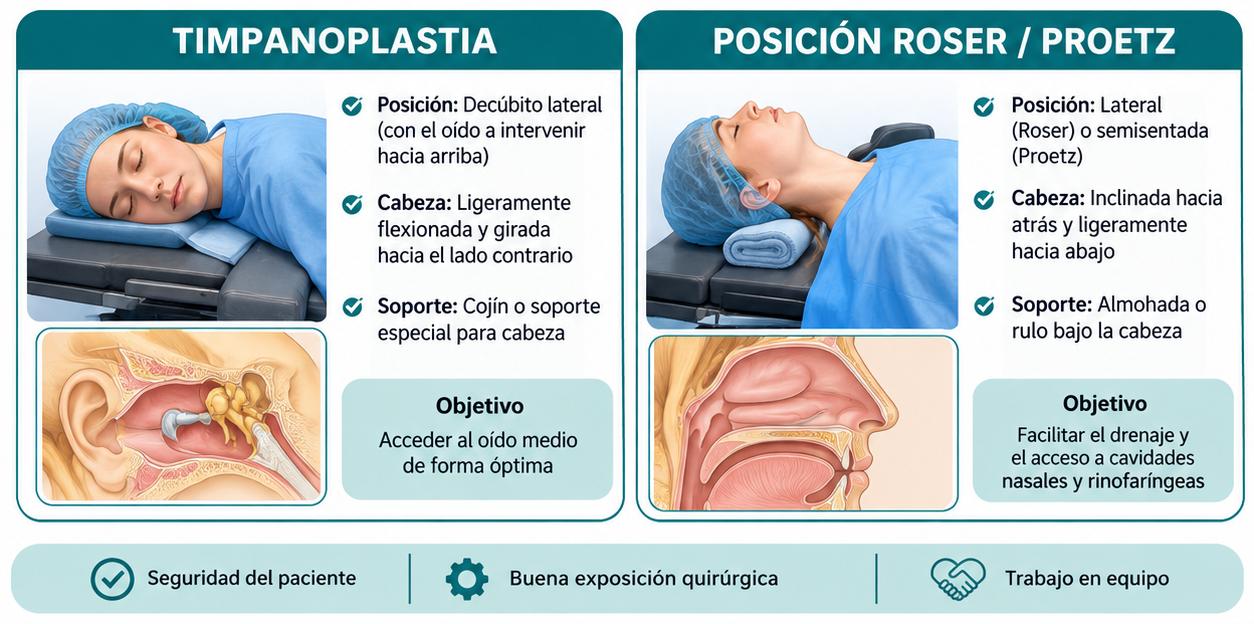 TIMPANOPLASTIA
Posición: Decúbito lateral
(con el oído a intervenir
hacia arriba)
Cabeza: Ligeramente
flexionada y girada
hacia el lado contrario
Soporte: Cojín o soporte
especial para cabeza
Objetivo
Acceder al oído medio
de forma óptima
POSICIÓN ROSER / PROETZ
Posición: Lateral
(Roser) o semisentada
(Proetz)
Cabeza: Inclinada hacia
atrás y ligeramente
hacia abajo
Soporte: Almohada o
rulo bajo la cabeza
Objetivo
Facilitar el drenaje y
el acceso a cavidades
nasales y rinofaríngeas
Seguridad del paciente
Buena exposición quirúrgica
Trabajo en equipo